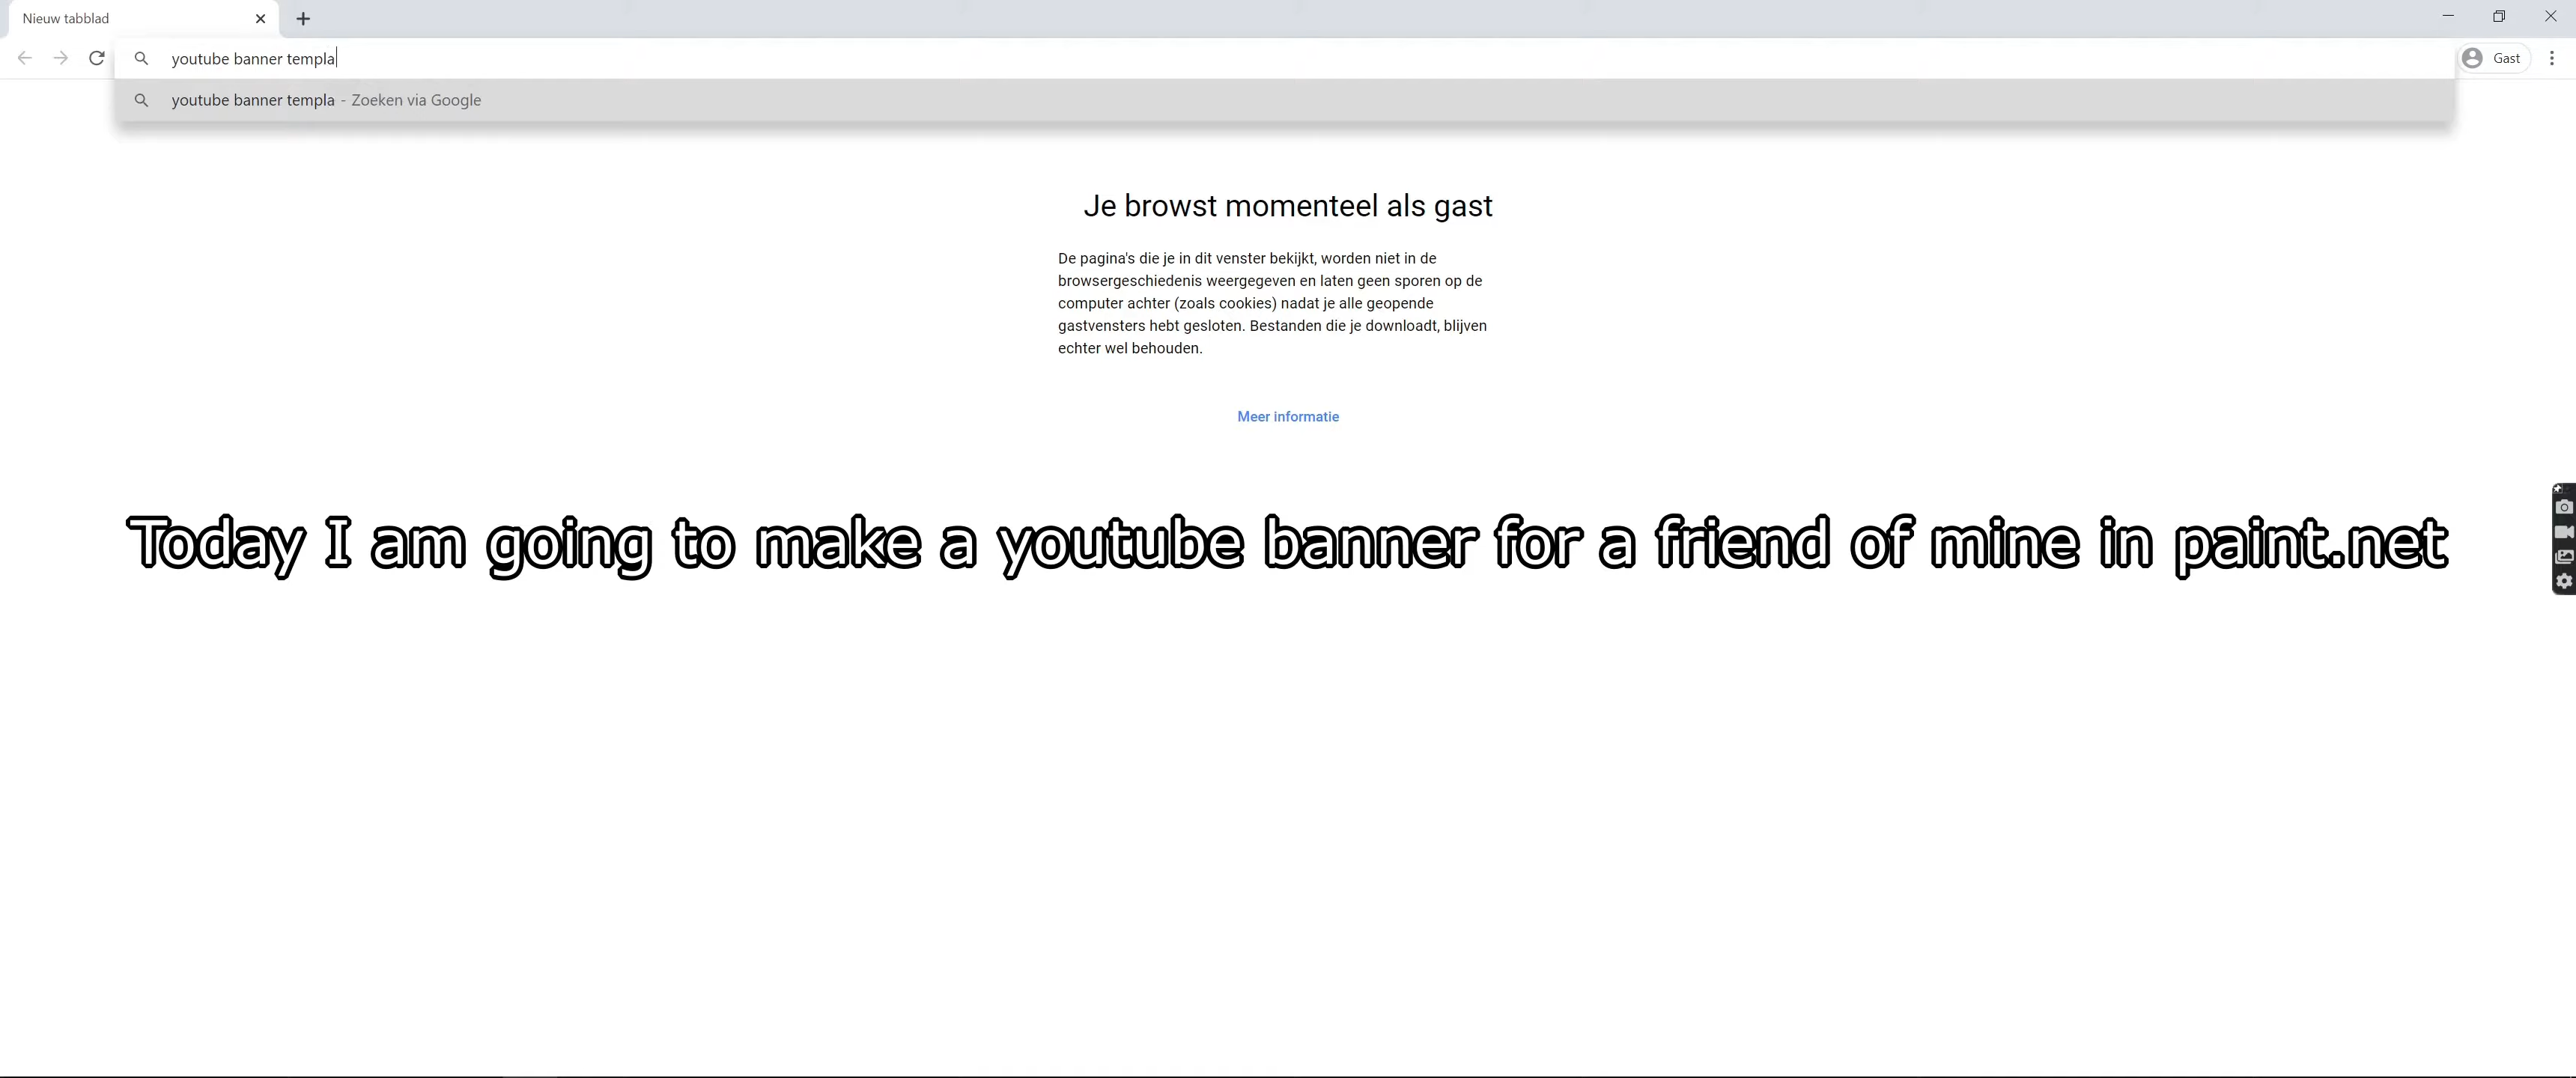 Nieuw tabblad
youtube banner templa
Gast
youtube banner templa - Zoeken via Google
Je browst momenteel als gast
De pagina's die je in dit venster bekijkt, worden niet in de
browsergeschiedenis weergegeven en laten geen sporen op de
computer achter (zoals cookies) nadat je alle geopende
gastvensters hebt gesloten. Bestanden die je downloadt, blijven
echter wel behouden.
Meer informatie
Today I am going to make a youtube banner for a friend of mine in paint.net